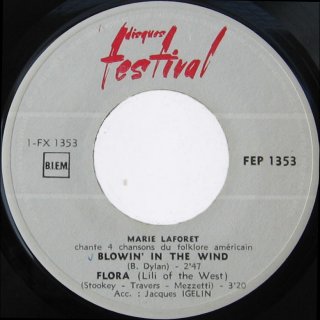 disques
festival
1-FX 1353
BIEM
FEP 1353
MARIE LAFORET
chante 4 chansons du folklore américain
BLOWIN' IN THE WIND
(B. Dylan) - 2'47
FLORA (Lili of the West)
(Stookey - Travers - Mezzetti) - 3'20
Acc. : Jacques IGELIN